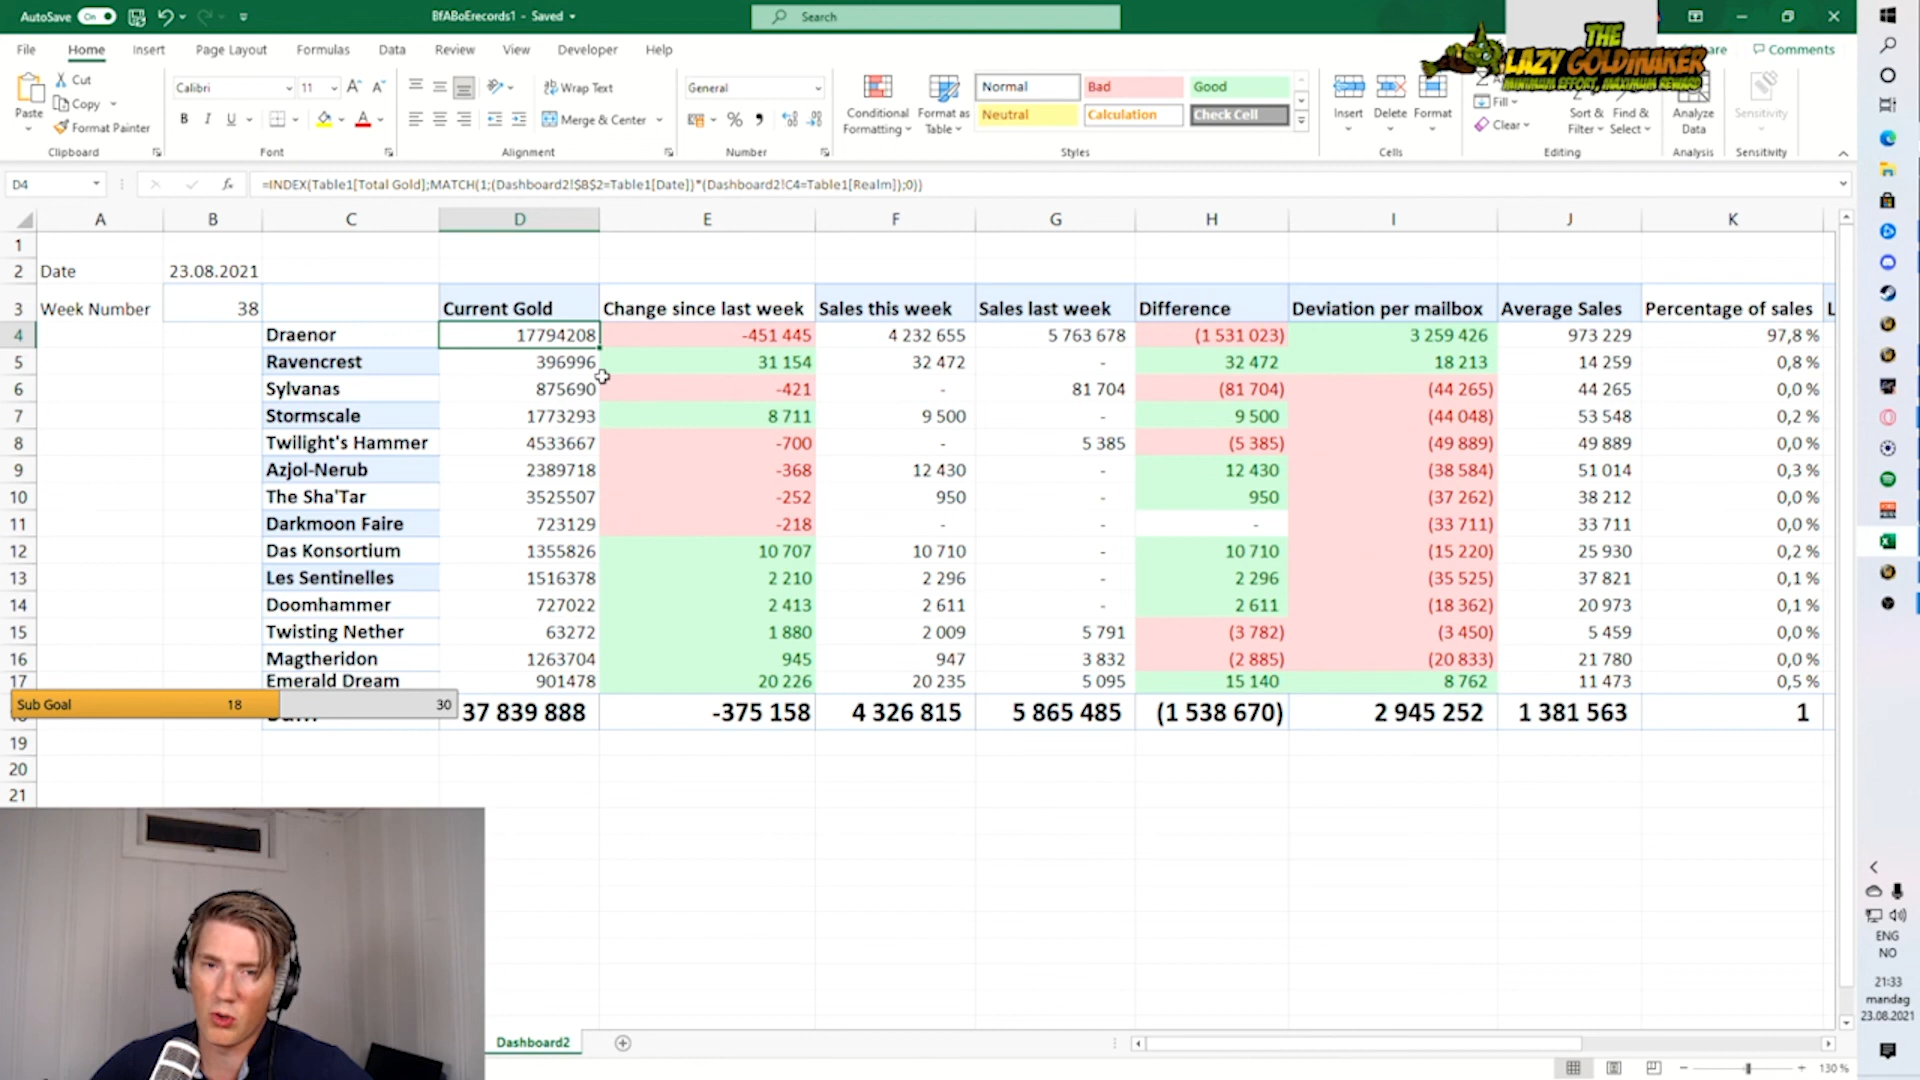 AutoSave On BfABoErecords1 - Saved Search
THE
LAZY GOLDMAKER
MINIMUM EFFORT, MAXIMUM REWARD
File Home Insert Page Layout Formulas Data Review View Developer Help Comments
Paste Cut Copy Format Painter
Calibri 11
B I U
Wrap Text
Merge & Center
General
Conditional Formatting
Format as Table
Normal Bad Good
Neutral Calculation Check Cell
Insert Delete Format
Fill
Clear
Sort & Filter
Find & Select
Analyze Data
Sensitivity
Clipboard Font Alignment Number Styles Cells Editing Analysis Sensitivity
D4 fx =INDEX(Table1[Total Gold];MATCH(1;(Dashboard2!$B$2=Table1[Date])*(Dashboard2!C4=Table1[Realm]);0))
A B C D E F G H I J K
1
2 Date 23.08.2021
3 Week Number 38 Current Gold Change since last week Sales this week Sales last week Difference Deviation per mailbox Average Sales Percentage of sales L
4 Draenor 17794208 -451 445 4 232 655 5 763 678 (1 531 023) 3 259 426 973 229 97,8 %
5 Ravencrest 396996 31 154 32 472 - 32 472 18 213 14 259 0,8 %
6 Sylvanas 875690 -421 - 81 704 (81 704) (44 265) 44 265 0,0 %
7 Stormscale 1773293 8 711 9 500 - 9 500 (44 048) 53 548 0,2 %
8 Twilight's Hammer 4533667 -700 - 5 385 (5 385) (49 889) 49 889 0,0 %
9 Azjol-Nerub 2389718 -368 12 430 - 12 430 (38 584) 51 014 0,3 %
10 The Sha'Tar 3525507 -252 950 - 950 (37 262) 38 212 0,0 %
11 Darkmoon Faire 723129 -218 - - - (33 711) 33 711 0,0 %
12 Das Konsortium 1355826 10 707 10 710 - 10 710 (15 220) 25 930 0,2 %
13 Les Sentinelles 1516378 2 210 2 296 - 2 296 (35 525) 37 821 0,1 %
14 Doomhammer 727022 2 413 2 611 - 2 611 (18 362) 20 973 0,1 %
15 Twisting Nether 63272 1 880 2 009 5 791 (3 782) (3 450) 5 459 0,0 %
16 Magtheridon 1263704 945 947 3 832 (2 885) (20 833) 21 780 0,0 %
17 Emerald Dream 901478 20 226 20 235 5 095 15 140 8 762 11 473 0,5 %
Sub Goal 18 30
37 839 888 -375 158 4 326 815 5 865 485 (1 538 670) 2 945 252 1 381 563 1
19
20
21
Dashboard2
130 %
ENG
NO
21:33
mandag
23.08.2021